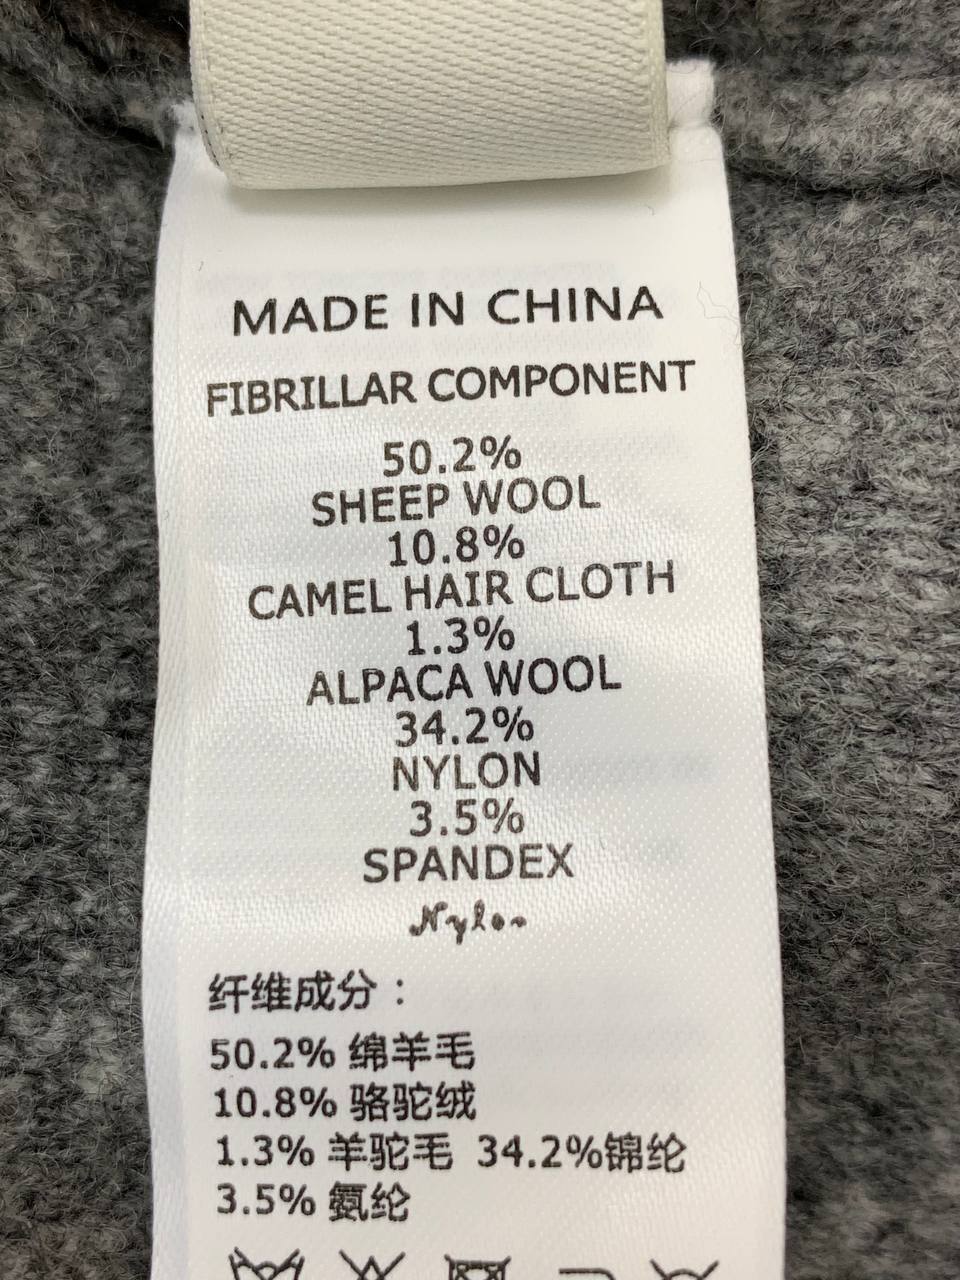 MADE IN CHINA
FIBRILLAR COMPONENT
50.2%
SHEEP WOOL
10.8%
CAMEL HAIR CLOTH
1.3%
ALPACA WOOL
34.2%
NYLON
3.5%
SPANDEX
Nylon
纤维成分：
50.2% 绵羊毛
10.8% 骆驼绒
1.3% 羊驼毛 34.2%锦纶
3.5% 氨纶